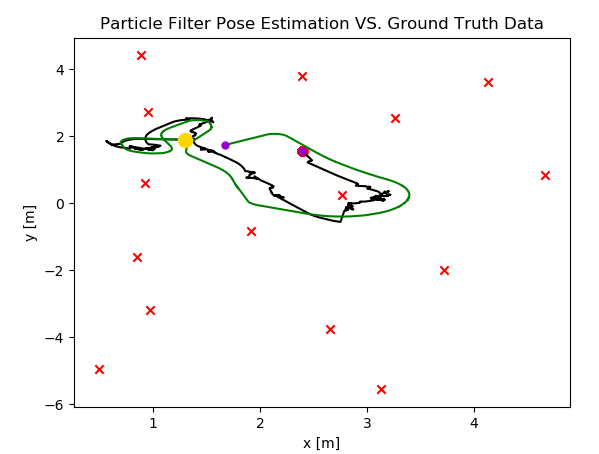 Particle Filter Pose Estimation VS. Ground Truth Data
4
2
0
−2
−4
−6
y [m]
1 2 3 4
x [m]